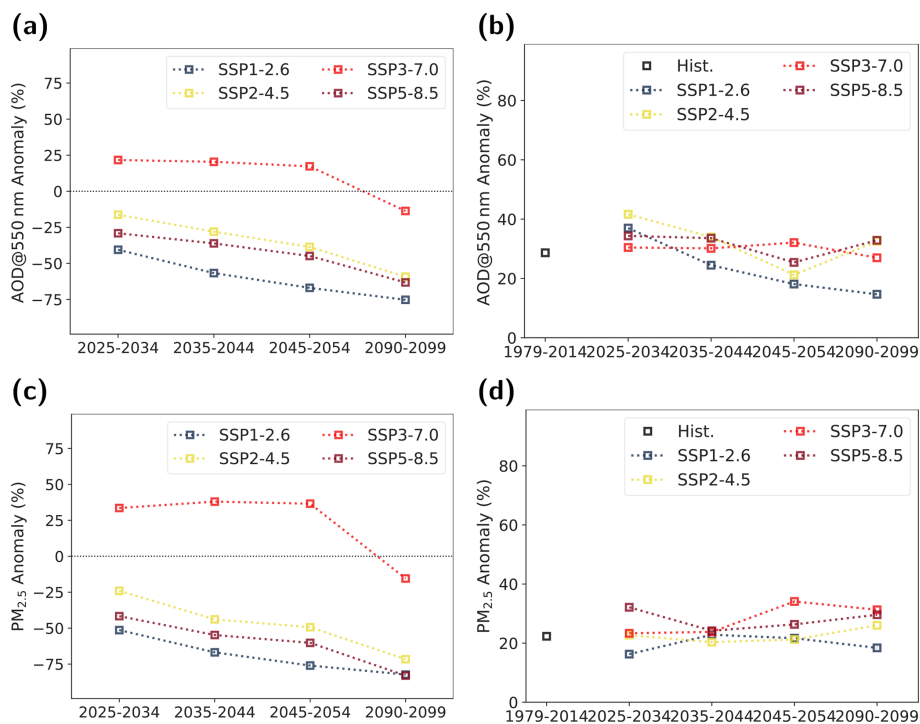 (a)
SSP1-2.6
SSP2-4.5
SSP3-7.0
SSP5-8.5
75
50
25
0
−25
−50
−75
AOD@550 nm Anomaly (%)
2025-2034
2035-2044
2045-2054
2090-2099
(b)
Hist.
SSP1-2.6
SSP2-4.5
SSP3-7.0
SSP5-8.5
80
60
40
20
0
AOD@550 nm Anomaly (%)
1979-2014
2025-2034
2035-2044
2045-2054
2090-2099
(c)
SSP1-2.6
SSP2-4.5
SSP3-7.0
SSP5-8.5
75
50
25
0
−25
−50
−75
PM2.5 Anomaly (%)
2025-2034
2035-2044
2045-2054
2090-2099
(d)
Hist.
SSP1-2.6
SSP2-4.5
SSP3-7.0
SSP5-8.5
80
60
40
20
0
PM2.5 Anomaly (%)
1979-2014
2025-2034
2035-2044
2045-2054
2090-2099